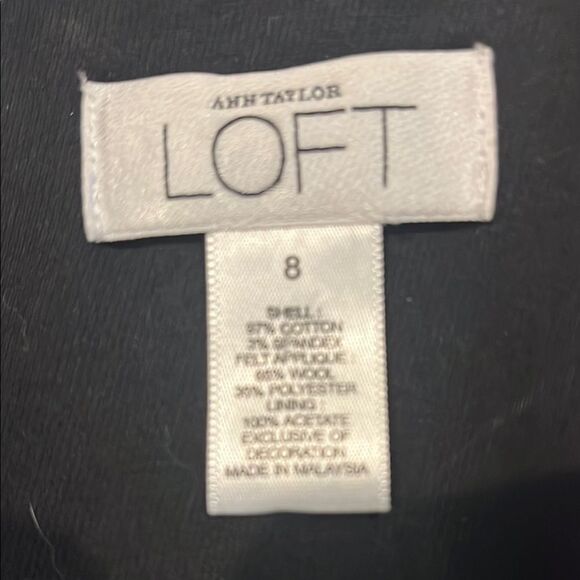 ANN TAYLOR
LOFT
8
SHELL:
97% COTTON
3% SPANDEX
FELT APPLIQUE:
65% WOOL
35% POLYESTER
LINING:
100% ACETATE
EXCLUSIVE OF
DECORATION
MADE IN MALAYSIA